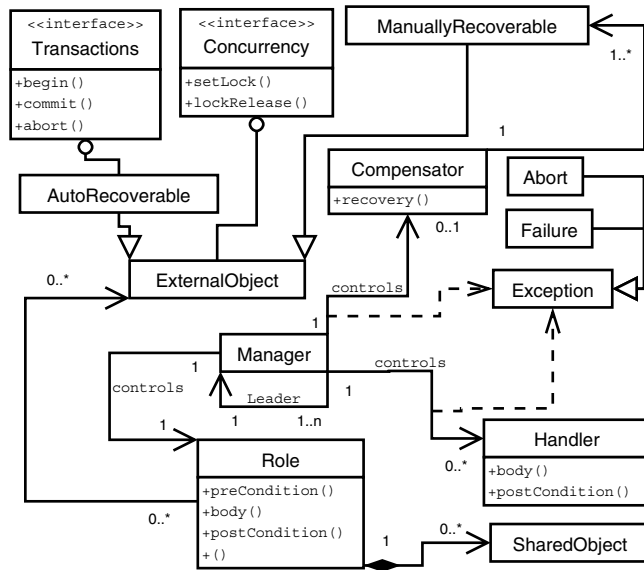 <<interface>>
Transactions
+begin()
+commit()
+abort()
<<interface>>
Concurrency
+setLock()
+lockRelease()
ManuallyRecoverable
1..*
1
Compensator
+recovery()
0..1
Abort
Failure
AutoRecoverable
0..*
ExternalObject
controls
Exception
1
Manager
1
controls
controls
Leader
1
1
1..n
1
Role
+preCondition()
+body()
+postCondition()
+()
0..*
Handler
+body()
+postCondition()
0..*
1
0..*
SharedObject